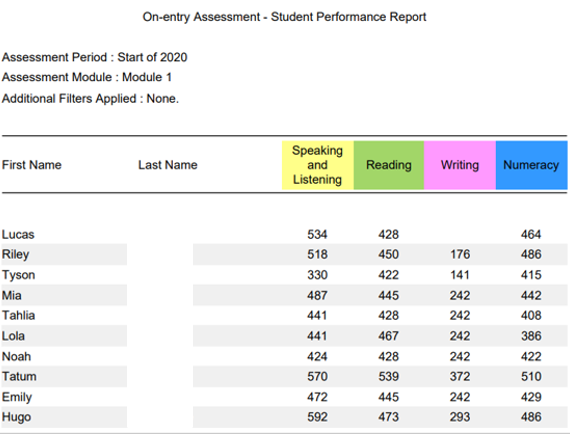 On-entry Assessment - Student Performance Report
Assessment Period : Start of 2020
Assessment Module : Module 1
Additional Filters Applied : None.
First Name Last Name Speaking and Listening Reading Writing Numeracy
Lucas 534 428 464
Riley 518 450 176 486
Tyson 330 422 141 415
Mia 487 445 242 442
Tahlia 441 428 242 408
Lola 441 467 242 386
Noah 424 428 242 422
Tatum 570 539 372 510
Emily 472 445 242 429
Hugo 592 473 293 486